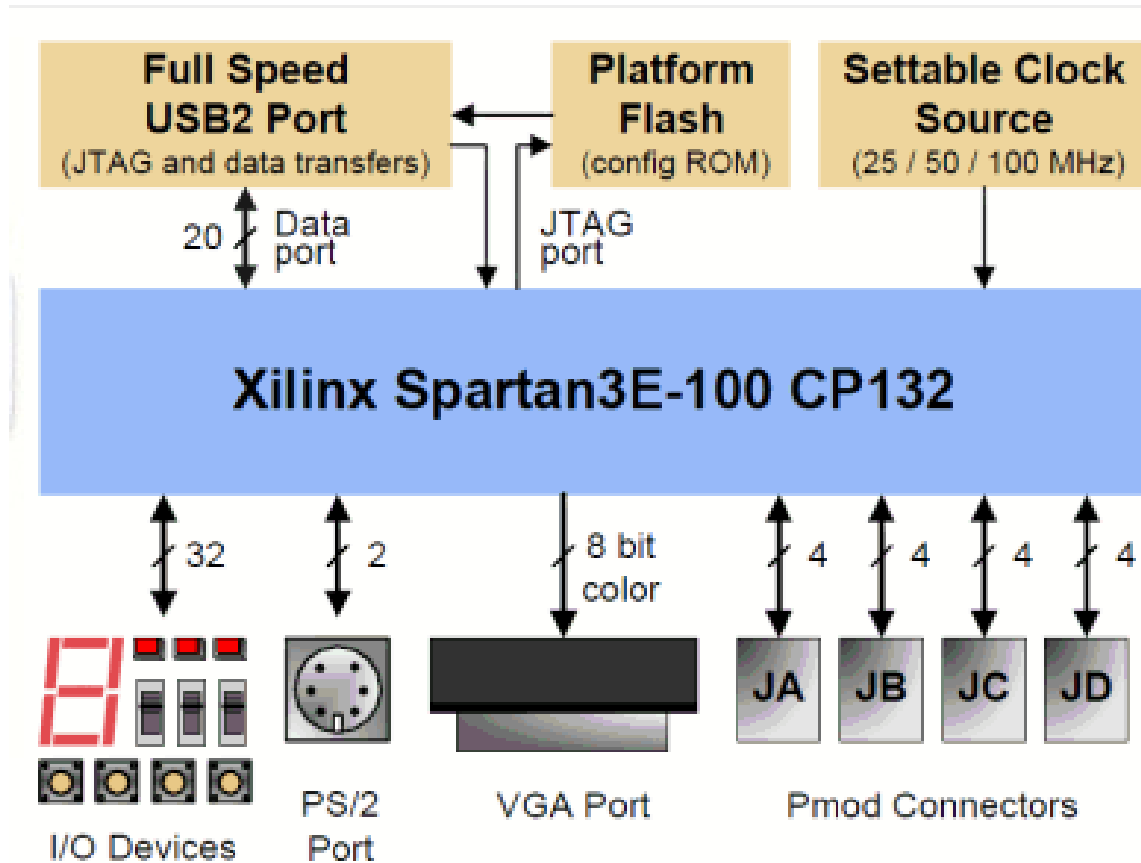 Full Speed
USB2 Port
(JTAG and data transfers)
Platform
Flash
(config ROM)
Settable Clock
Source
(25 / 50 / 100 MHz)
20
Data
port
JTAG
port
Xilinx Spartan3E-100 CP132
32
2
8 bit
color
4
4
4
4
JA
JB
JC
JD
I/O Devices
PS/2
Port
VGA Port
Pmod Connectors